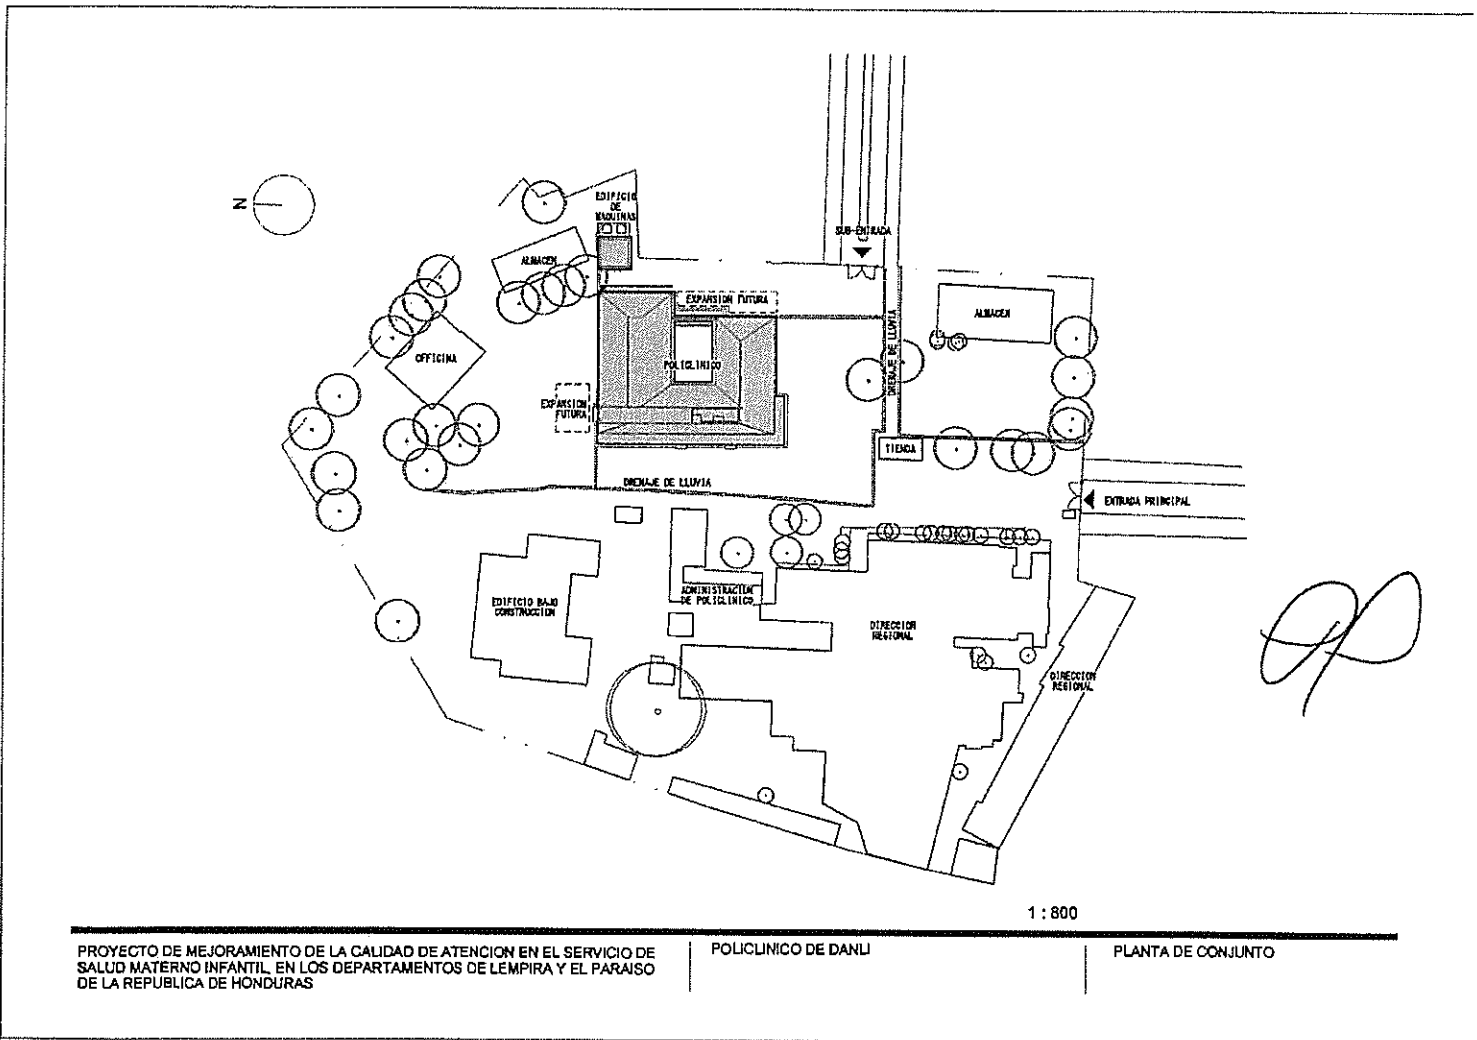 N
EDIFICIO
DE
MAQUINAS
SUB-ENTRADA
ALMACEN
EXPANSION FUTURA
ALMACEN
OFFICINA
POLICLINICO
DRENAJE DE LLUVIA
EXPANSION
FUTURA
TIENDA
DRENAJE DE LLUVIA
ENTRADA PRINCIPAL
EDIFICIO BAJO
CONSTRUCCION
ADMINISTRACION
DE POLICLINICO
DIRECCION
REGIONAL
DIRECCION
REGIONAL
1 : 800
PROYECTO DE MEJORAMIENTO DE LA CALIDAD DE ATENCION EN EL SERVICIO DE
SALUD MATERNO INFANTIL, EN LOS DEPARTAMENTOS DE LEMPIRA Y EL PARAISO
DE LA REPUBLICA DE HONDURAS
POLICLINICO DE DANLI
PLANTA DE CONJUNTO